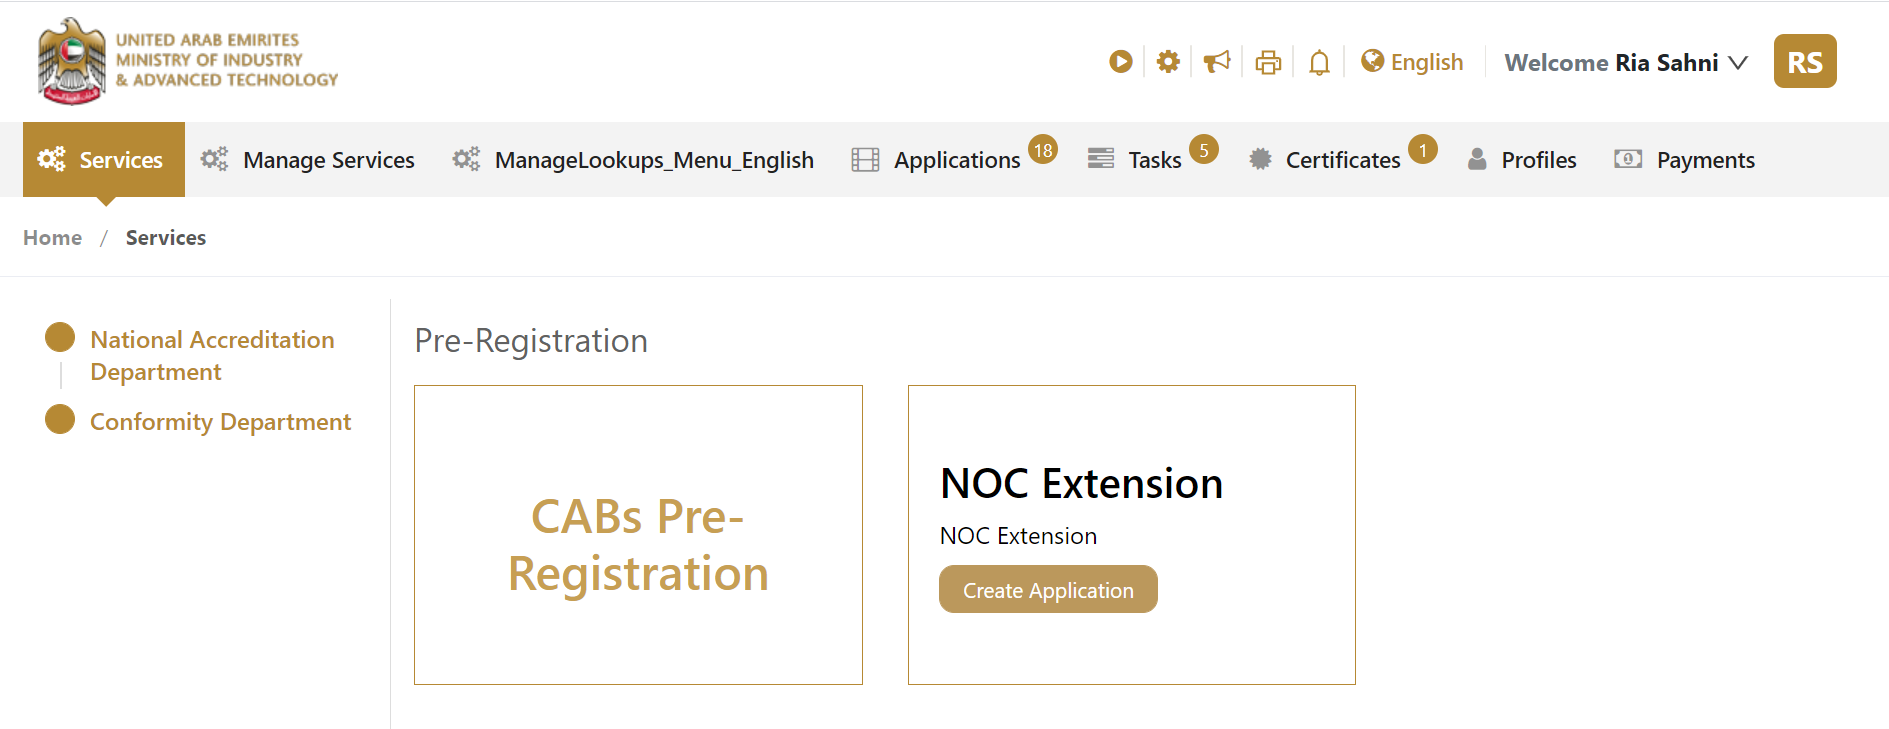 UNITED ARAB EMIRITES
MINISTRY OF INDUSTRY
& ADVANCED TECHNOLOGY
English
Welcome Ria Sahni
RS
Services
Manage Services
ManageLookups_Menu_English
Applications 18
Tasks 5
Certificates 1
Profiles
Payments
Home / Services
National Accreditation
Department
Conformity Department
Pre-Registration
CABs Pre-
Registration
NOC Extension
NOC Extension
Create Application